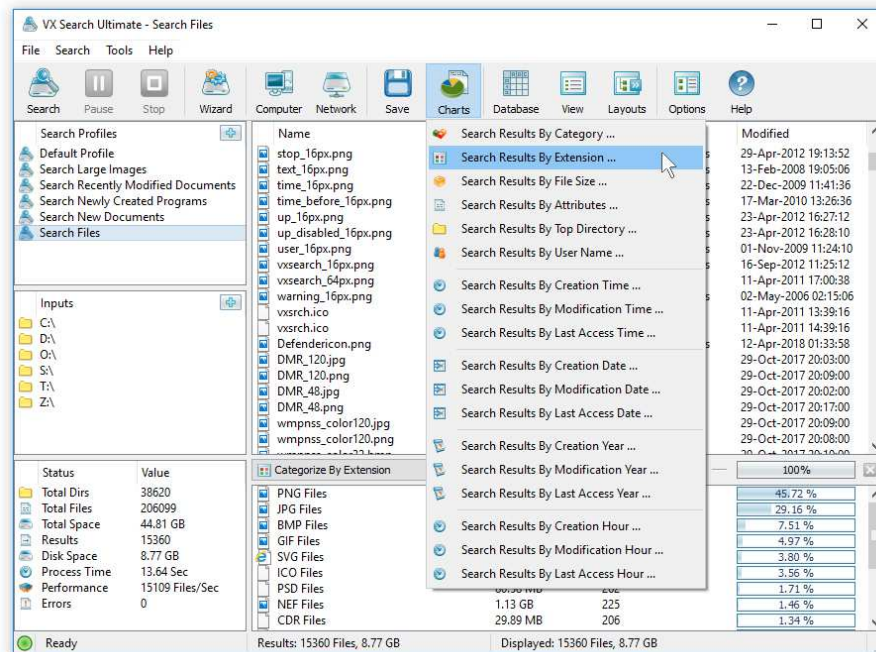 VX Search Ultimate - Search Files
File Search Tools Help
Search Pause Stop Wizard Computer Network Save Charts Database View Layouts Options Help
Search Profiles
Default Profile
Search Large Images
Search Recently Modified Documents
Search Newly Created Programs
Search New Documents
Search Files
Inputs
C:\
D:\
O:\
S:\
T:\
Z:\
Status Value
Total Dirs 38620
Total Files 206099
Total Space 44.81 GB
Results 15360
Disk Space 8.77 GB
Process Time 13.64 Sec
Performance 15109 Files/Sec
Errors 0
Name
stop_16px.png
text_16px.png
time_16px.png
time_before_16px.png
up_16px.png
up_disabled_16px.png
user_16px.png
vxsearch_16px.png
vxsearch_64px.png
warning_16px.png
vxsrch.ico
vxsrch.ico
Defendericon.png
DMR_120.jpg
DMR_120.png
DMR_48.jpg
DMR_48.png
wmpnss_color120.jpg
wmpnss_color120.png
Search Results By Category ...
Search Results By Extension ...
Search Results By File Size ...
Search Results By Attributes ...
Search Results By Top Directory ...
Search Results By User Name ...
Search Results By Creation Time ...
Search Results By Modification Time ...
Search Results By Last Access Time ...
Search Results By Creation Date ...
Search Results By Modification Date ...
Search Results By Last Access Date ...
Search Results By Creation Year ...
Search Results By Modification Year ...
Search Results By Last Access Year ...
Search Results By Creation Hour ...
Search Results By Modification Hour ...
Search Results By Last Access Hour ...
Modified
29-Apr-2012 19:13:52
13-Feb-2008 19:05:06
22-Dec-2009 11:41:36
17-Mar-2010 13:26:36
23-Apr-2012 16:27:12
23-Apr-2012 16:28:10
01-Nov-2009 11:24:10
16-Sep-2012 11:25:12
11-Apr-2011 17:00:38
02-May-2006 02:15:06
11-Apr-2011 13:39:16
11-Apr-2011 14:39:16
12-Apr-2018 01:33:58
29-Oct-2017 20:03:00
29-Oct-2017 20:09:00
29-Oct-2017 20:02:00
29-Oct-2017 20:17:00
29-Oct-2017 20:09:00
29-Oct-2017 20:08:00
Categorize By Extension 100%
PNG Files 45.72 %
JPG Files 29.16 %
BMP Files 7.51 %
GIF Files 4.97 %
SVG Files 3.80 %
ICO Files 3.56 %
PSD Files 1.71 %
NEF Files 1.13 GB 225 1.46 %
CDR Files 29.89 MB 206 1.34 %
Ready Results: 15360 Files, 8.77 GB Displayed: 15360 Files, 8.77 GB